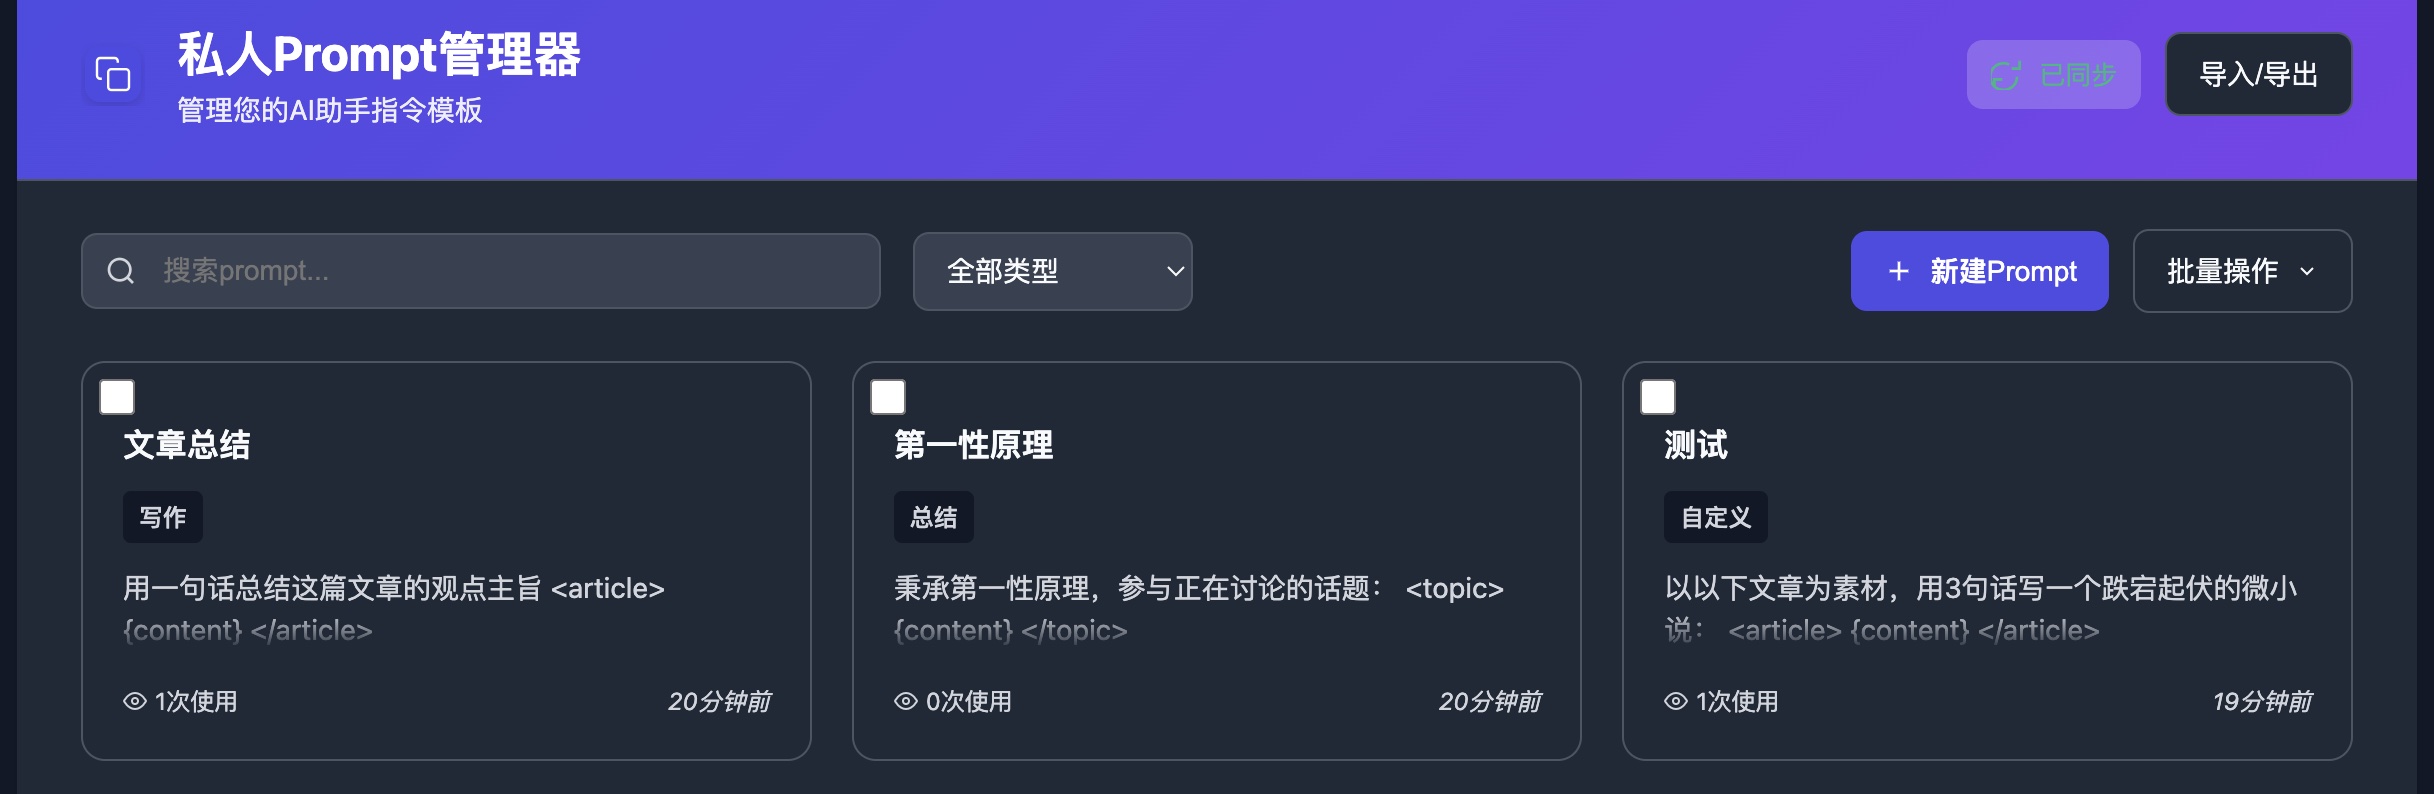 私人Prompt管理器
管理您的AI助手指令模板
已同步
导入/导出
搜索prompt...
全部类型
+ 新建Prompt
批量操作
文章总结
写作
用一句话总结这篇文章的观点主旨 <article>
{content} </article>
1次使用
20分钟前
第一性原理
总结
秉承第一性原理，参与正在讨论的话题： <topic>
{content} </topic>
0次使用
20分钟前
测试
自定义
以以下文章为素材，用3句话写一个跌宕起伏的微小
说： <article> {content} </article>
1次使用
19分钟前